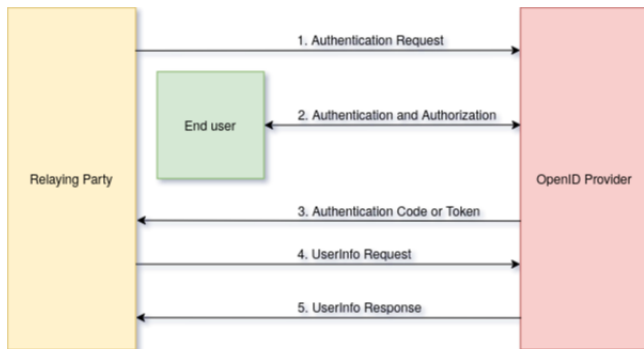 1. Authentication Request
End user
2. Authentication and Authorization
Relaying Party
OpenID Provider
3. Authentication Code or Token
4. UserInfo Request
5. UserInfo Response